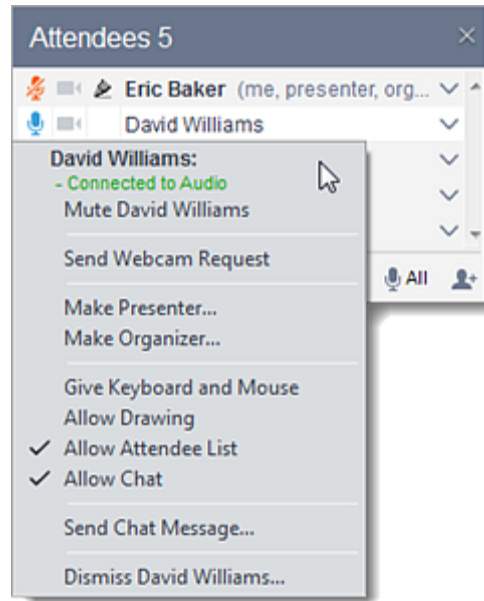 Attendees 5
Eric Baker (me, presenter, org...
David Williams
David Williams:
- Connected to Audio
Mute David Williams
Send Webcam Request
All
Make Presenter...
Make Organizer...
Give Keyboard and Mouse
Allow Drawing
Allow Attendee List
Allow Chat
Send Chat Message...
Dismiss David Williams...